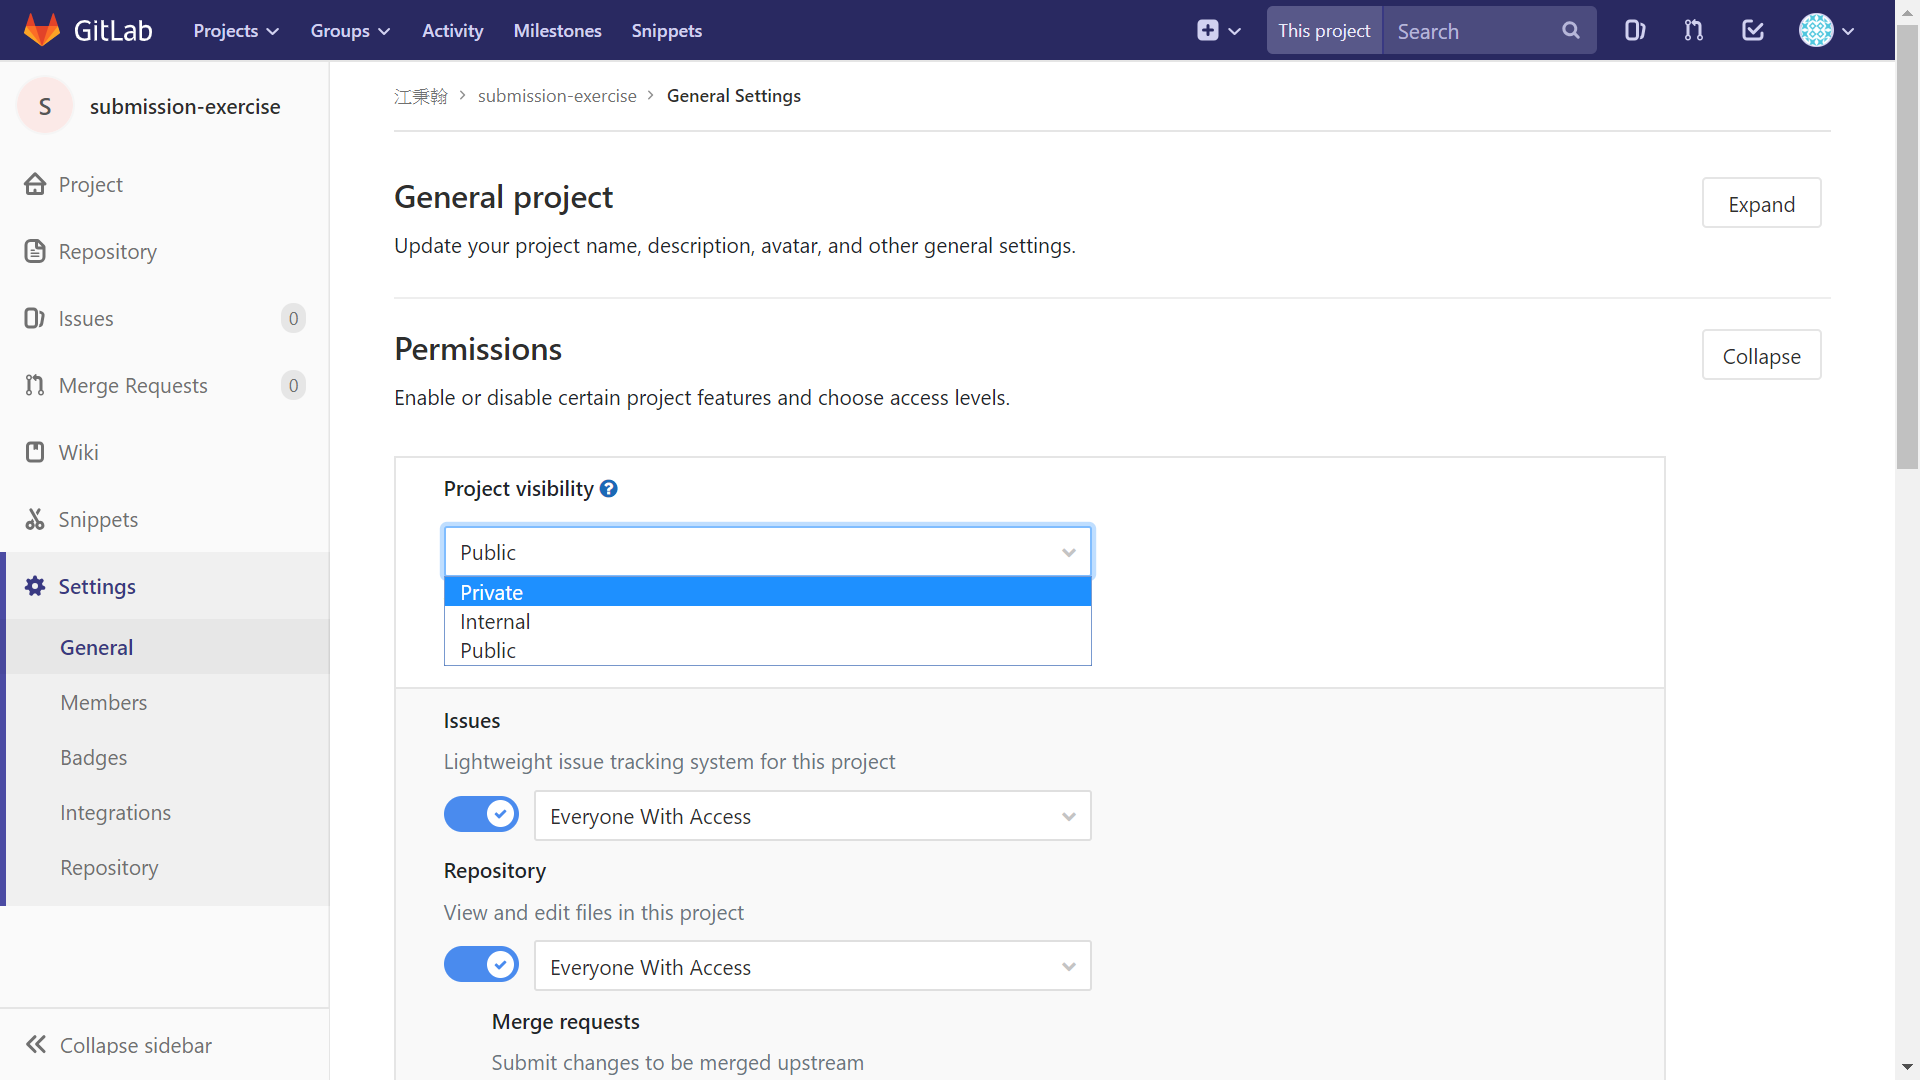 GitLab Projects Groups Activity Milestones Snippets This project Search
S submission-exercise
Project
Repository
Issues 0
Merge Requests 0
Wiki
Snippets
Settings
General
Members
Badges
Integrations
Repository
Collapse sidebar
江秉翰 > submission-exercise > General Settings
General project
Expand
Update your project name, description, avatar, and other general settings.
Permissions
Collapse
Enable or disable certain project features and choose access levels.
Project visibility ?
Public
Private
Internal
Public
Issues
Lightweight issue tracking system for this project
Everyone With Access
Repository
View and edit files in this project
Everyone With Access
Merge requests
Submit changes to be merged upstream